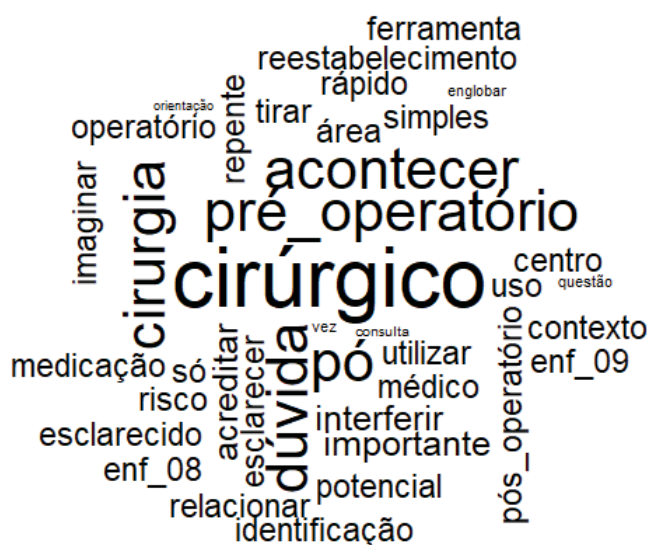 ferramenta
reestabelecimento
rápido
englobar
orientação
repente
tirar
simples
operatório
área
imaginar
cirurgia
acontecer
pré_operatório
cirúrgico
centro
uso
questão
vez
consulta
contexto
dúvida
pó
utilizar
pós_operatório
enf_09
medicação
só
acreditar
esclarecer
médico
risco
interferir
esclarecido
importante
enf_08
potencial
relacionar
identificação